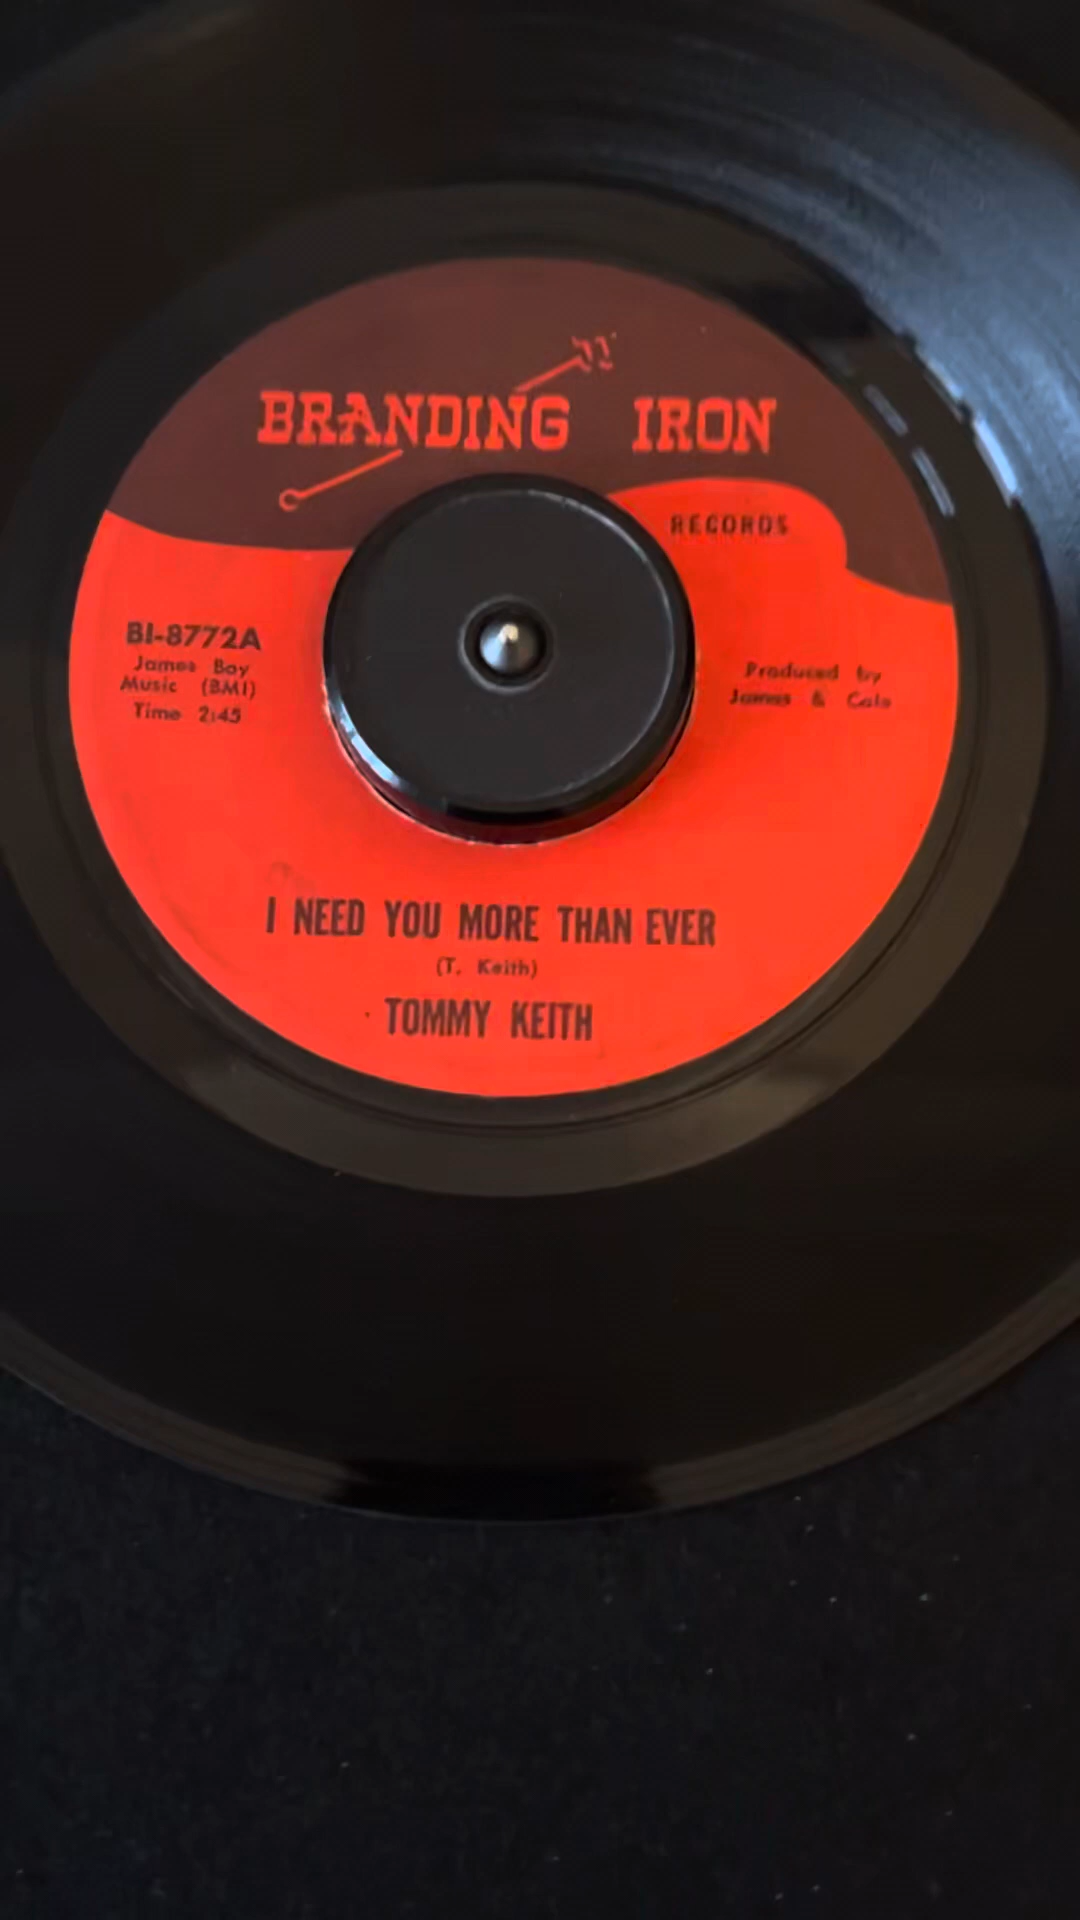 BRANDING IRON
RECORDS
BI-8772A
James Boy
Music (BMI)
Time 2:45
Produced by
James & Cale
I NEED YOU MORE THAN EVER
(T. Keith)
TOMMY KEITH